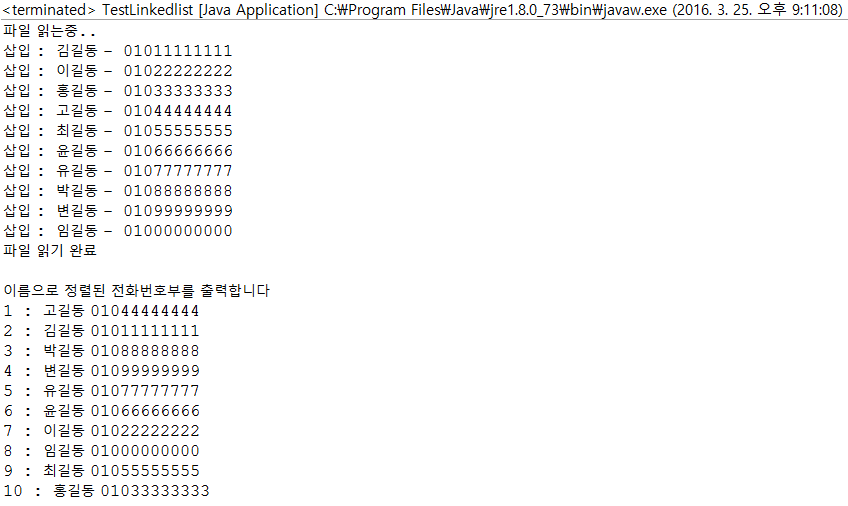 <terminated> TestLinkedlist [Java Application] C:₩Program Files₩Java₩jre1.8.0_73₩bin₩javaw.exe (2016. 3. 25. 오후 9:11:08)
파일 읽는중..
삽입 : 김길동 - 01011111111
삽입 : 이길동 - 01022222222
삽입 : 홍길동 - 01033333333
삽입 : 고길동 - 01044444444
삽입 : 최길동 - 01055555555
삽입 : 윤길동 - 01066666666
삽입 : 유길동 - 01077777777
삽입 : 박길동 - 01088888888
삽입 : 변길동 - 01099999999
삽입 : 임길동 - 01000000000
파일 읽기 완료
이름으로 정렬된 전화번호부를 출력합니다
1 : 고길동 01044444444
2 : 김길동 01011111111
3 : 박길동 01088888888
4 : 변길동 01099999999
5 : 유길동 01077777777
6 : 윤길동 01066666666
7 : 이길동 01022222222
8 : 임길동 01000000000
9 : 최길동 01055555555
10 : 홍길동 01033333333